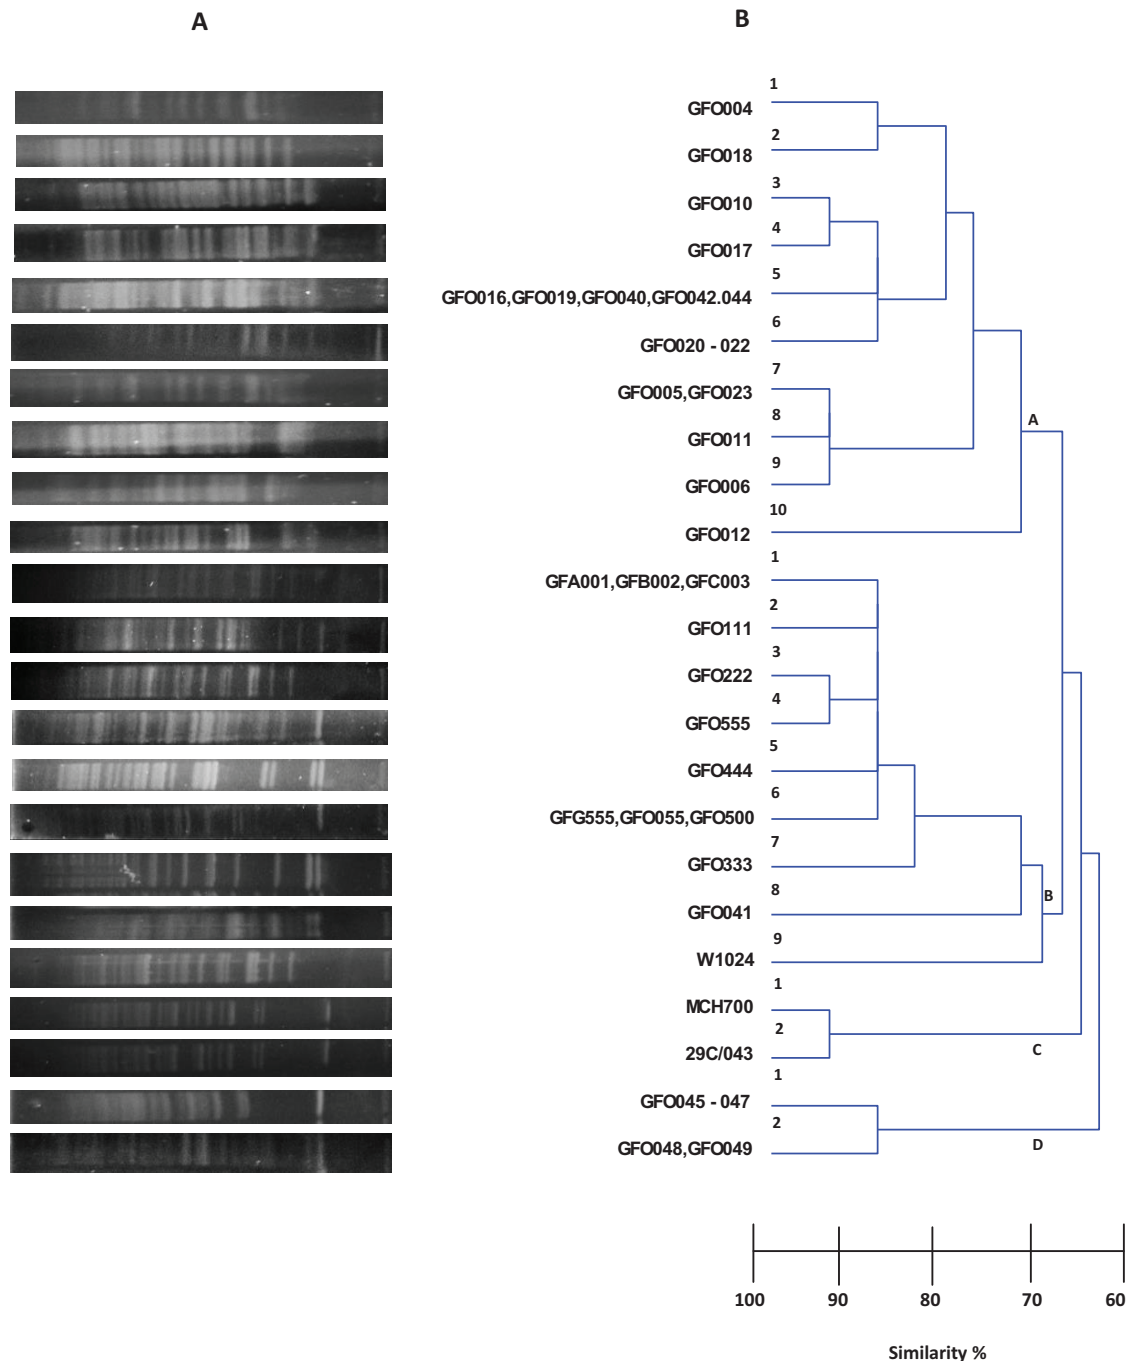 A
B
1
GFO004
2
GFO018
3
GFO010
4
GFO017
5
GFO016,GFO019,GFO040,GFO042.044
6
GFO020 - 022
7
GFO005,GFO023
8
GFO011
9
GFO006
10
GFO012
1
GFA001,GFB002,GFC003
2
GFO111
3
GFO222
4
GFO555
5
GFO444
6
GFG555,GFO055,GFO500
7
GFO333
8
GFO041
9
W1024
1
MCH700
2
29C/043
1
GFO045 - 047
2
GFO048,GFO049
A
B
C
D
100 90 80 70 60
Similarity %